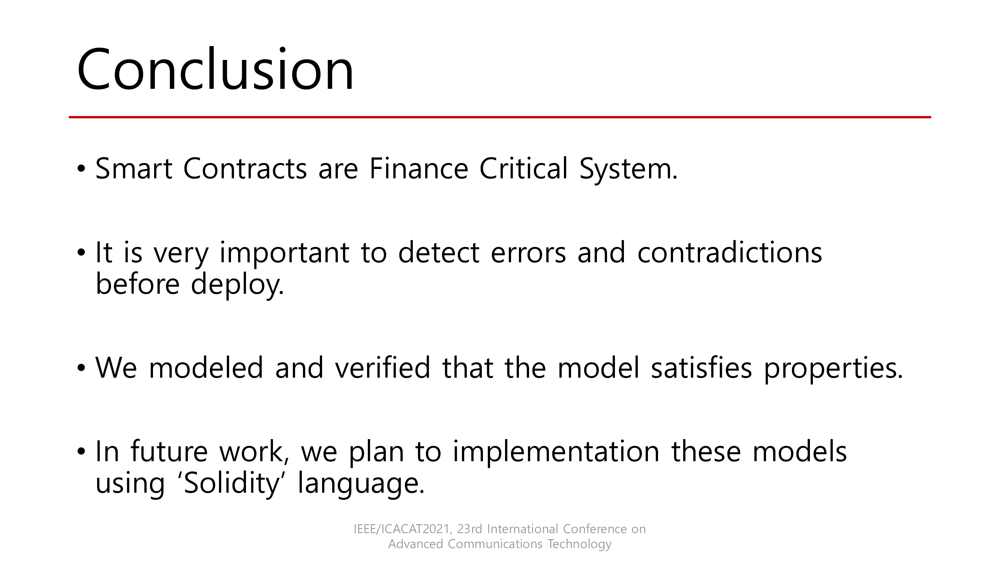 Conclusion
• Smart Contracts are Finance Critical System.
• It is very important to detect errors and contradictions
before deploy.
• We modeled and verified that the model satisfies properties.
• In future work, we plan to implementation these models
using ‘Solidity’ language.
IEEE/ICACAT2021, 23rd International Conference on
Advanced Communications Technology